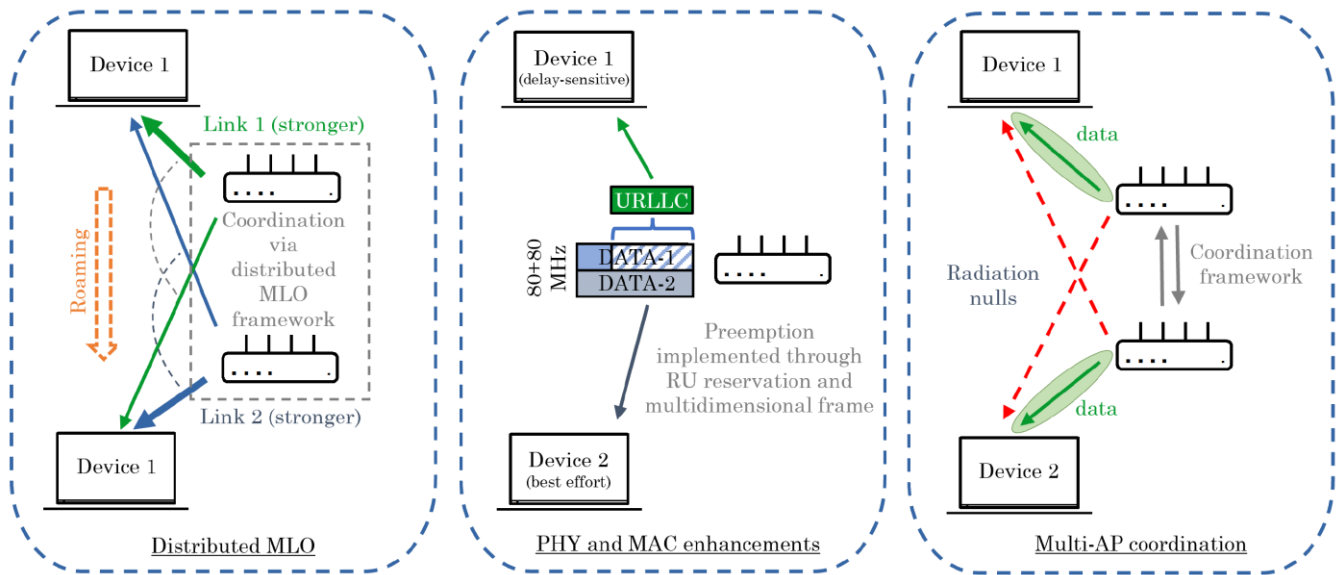 Device 1
Link 1 (stronger)
Roaming
Coordination
via
distributed
MLO
framework
Link 2 (stronger)
Device 1
Distributed MLO
Device 1
(delay-sensitive)
URLLC
80+80
MHz
DATA-1
DATA-2
Preemption
implemented through
RU reservation and
multidimensional frame
Device 2
(best effort)
PHY and MAC enhancements
Device 1
data
Radiation
nulls
Coordination
framework
data
Device 2
Multi-AP coordination